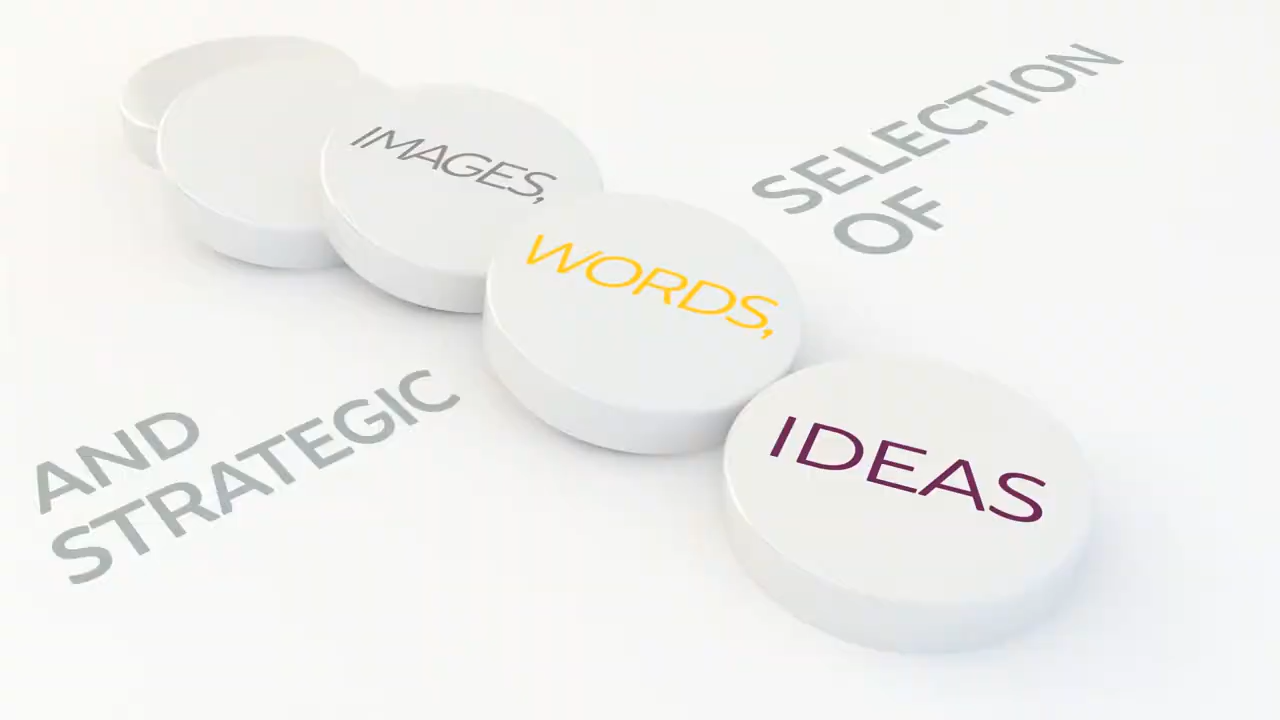 AND
STRATEGIC
SELECTION
OF
IMAGES,
WORDS,
IDEAS